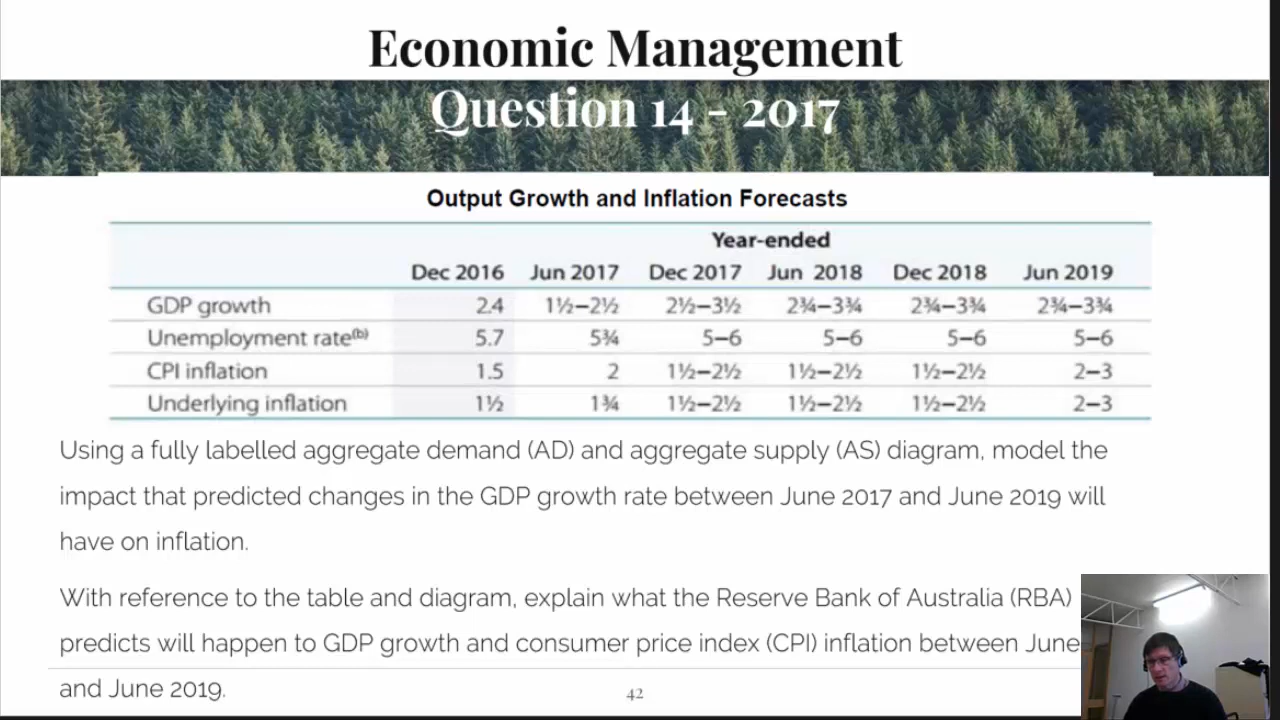 Economic Management
Question 14 - 2017
Output Growth and Inflation Forecasts
Year-ended
Dec 2016 Jun 2017 Dec 2017 Jun 2018 Dec 2018 Jun 2019
GDP growth 2.4 1½–2½ 2½–3½ 2¾–3¾ 2¾–3¾ 2¾–3¾
Unemployment rate(b) 5.7 5¾ 5–6 5–6 5–6 5–6
CPI inflation 1.5 2 1½–2½ 1½–2½ 1½–2½ 2–3
Underlying inflation 1½ 1¾ 1½–2½ 1½–2½ 1½–2½ 2–3
Using a fully labelled aggregate demand (AD) and aggregate supply (AS) diagram, model the
impact that predicted changes in the GDP growth rate between June 2017 and June 2019 will
have on inflation.
With reference to the table and diagram, explain what the Reserve Bank of Australia (RBA)
predicts will happen to GDP growth and consumer price index (CPI) inflation between June
and June 2019.
42